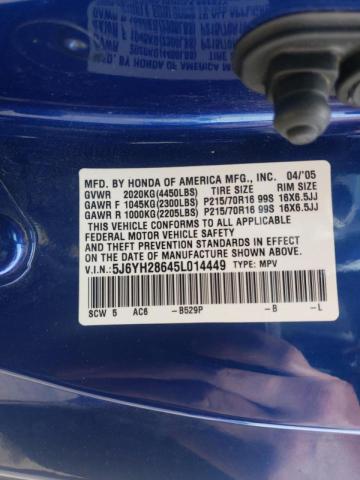 MFD. BY HONDA OF AMERICA MFG., INC. 04/'05
GVWR 2020KG(4450LBS) TIRE SIZE RIM SIZE
GAWR F 1045KG(2300LBS) P215/70R16 99S 16X6.5JJ
GAWR R 1000KG(2205LBS) P215/70R16 99S 16X6.5JJ
THIS VEHICLE CONFORMS TO ALL APPLICABLE
FEDERAL MOTOR VEHICLE SAFETY, BUMPER
AND THEFT PREVENTION STANDARDS IN EFFECT
ON THE DATE OF MANUFACTURE SHOWN ABOVE.
V.I.N: 5J6YH28645L014449 TYPE: MPV
SCW 5 AC6 -B529P -B -L